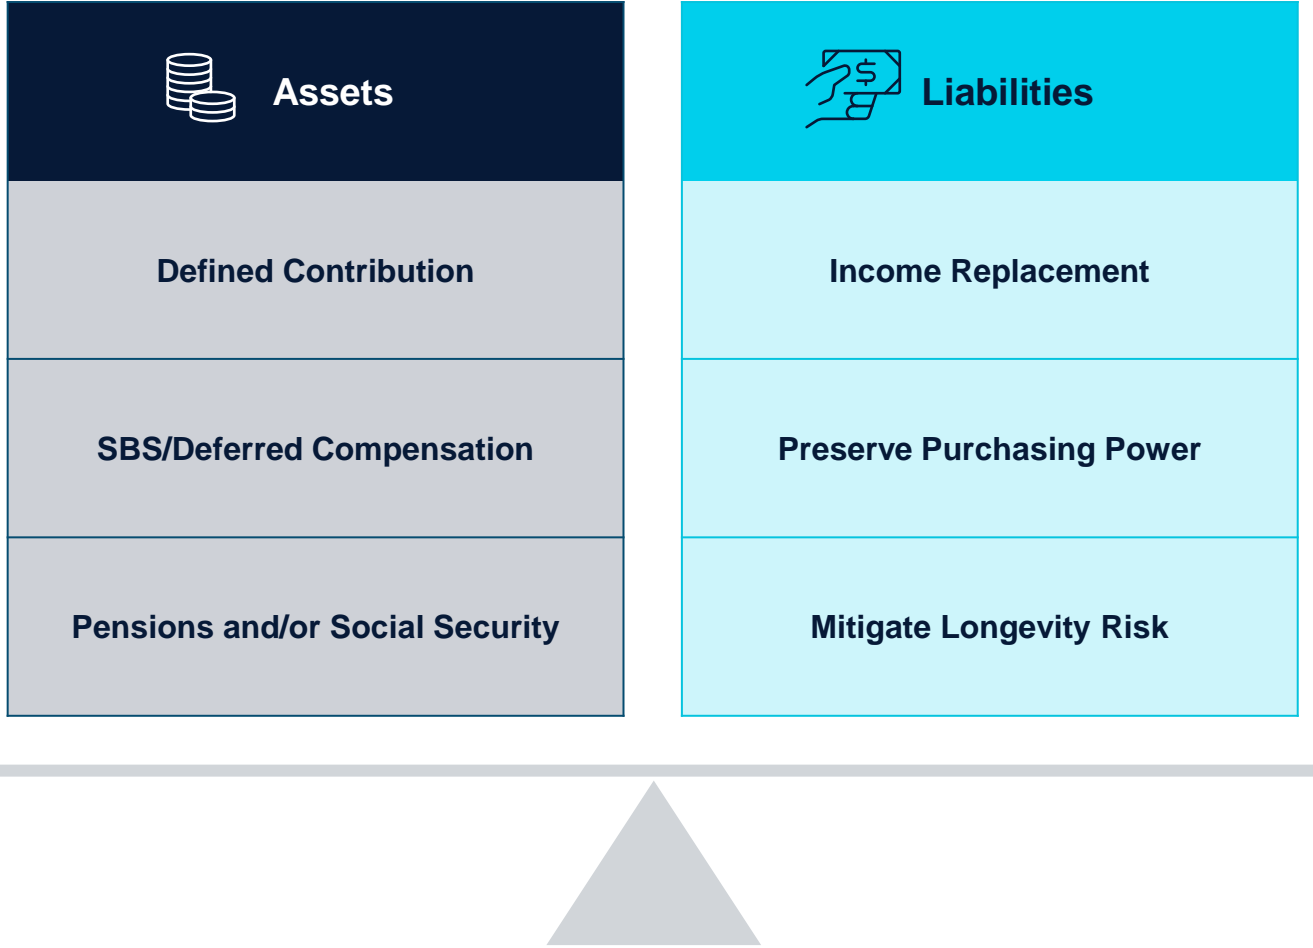 Assets
Defined Contribution
SBS/Deferred Compensation
Pensions and/or Social Security
$
Liabilities
Income Replacement
Preserve Purchasing Power
Mitigate Longevity Risk